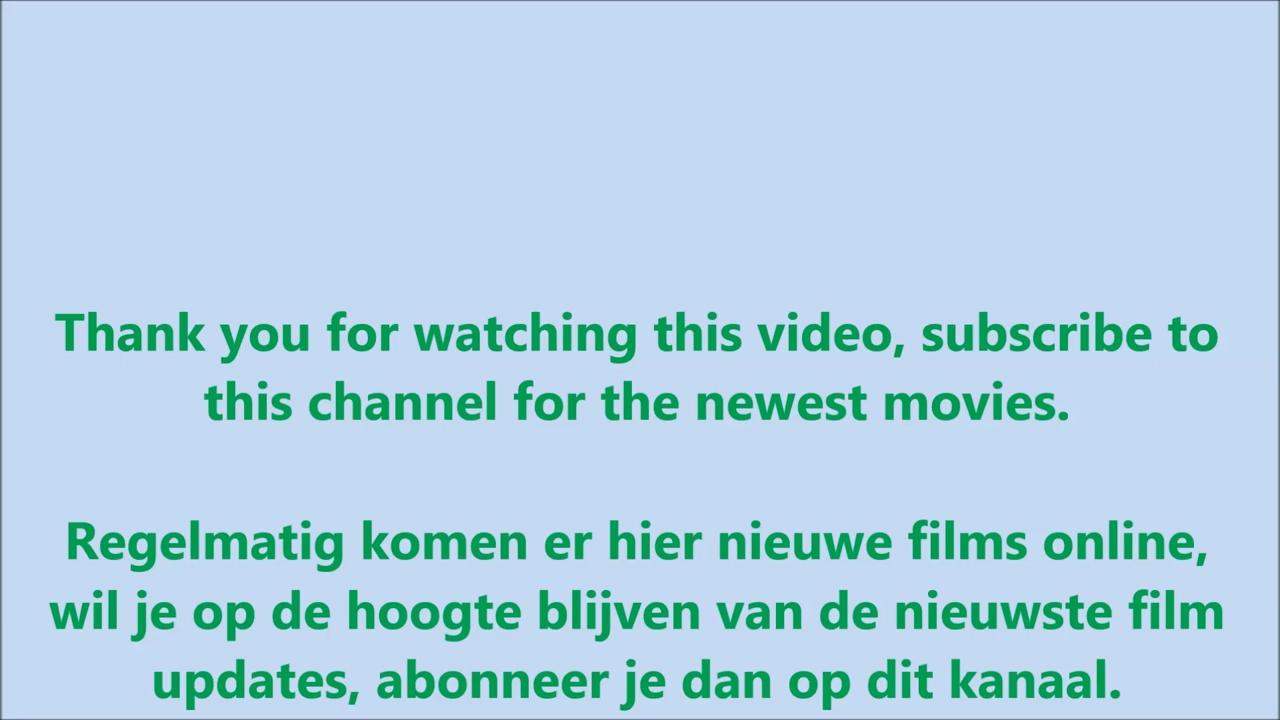 Thank you for watching this video, subscribe to
this channel for the newest movies.
Regelmatig komen er hier nieuwe films online,
wil je op de hoogte blijven van de nieuwste film
updates, abonneer je dan op dit kanaal.